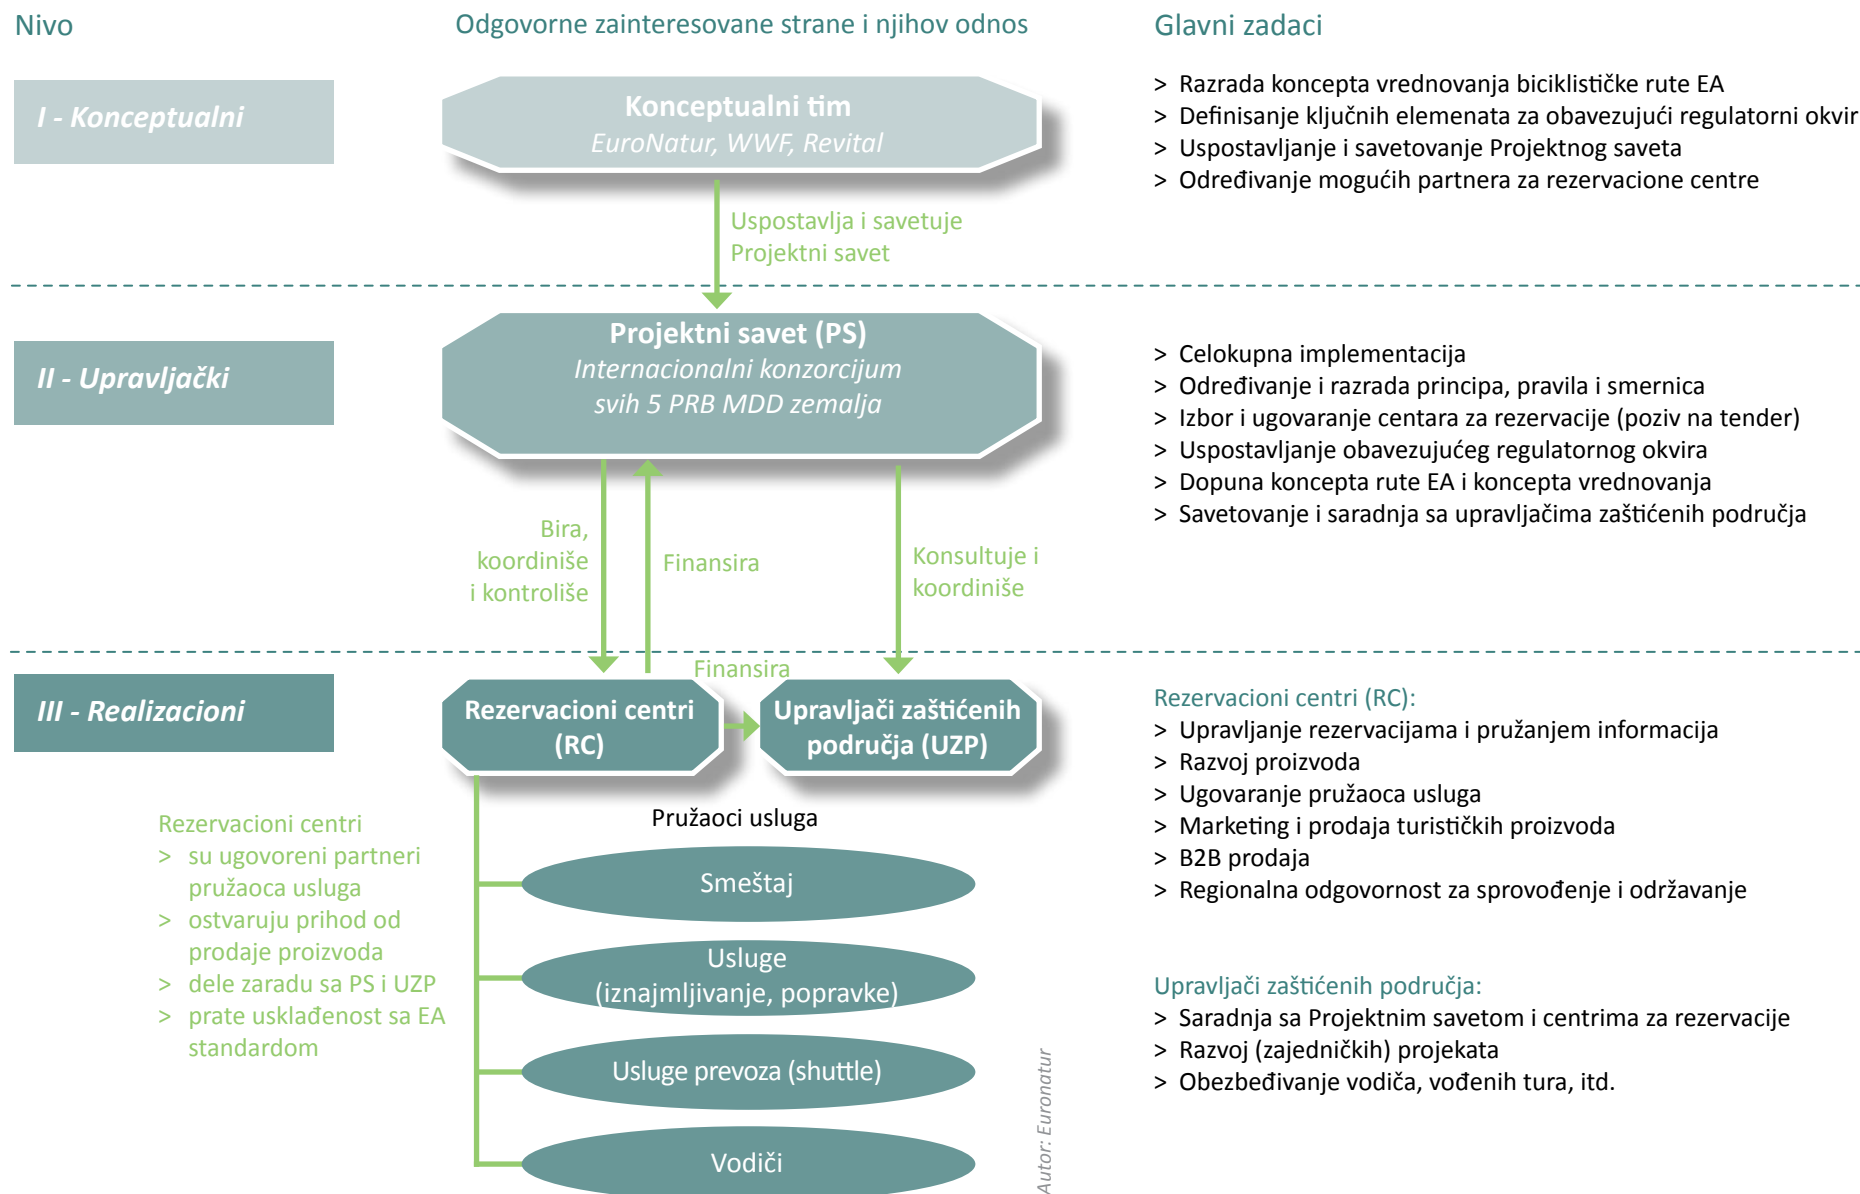 Nivo
Odgovorne zainteresovane strane i njihov odnos
Glavni zadaci
I - Konceptualni
Konceptualni tim
EuroNatur, WWF, Revital
> Razrada koncepta vrednovanja biciklističke rute EA
> Definisanje ključnih elemenata za obavezujući regulatorni okvir
> Uspostavljanje i savetovanje Projektnog saveta
> Određivanje mogućih partnera za rezervacione centre
Uspostavlja i savetuje
Projektni savet
II - Upravljački
Projektni savet (PS)
Internacionalni konzorcijum
svih 5 PRB MDD zemalja
> Celokupna implementacija
> Određivanje i razrada principa, pravila i smernica
> Izbor i ugovaranje centara za rezervacije (poziv na tender)
> Uspostavljanje obavezujućeg regulatornog okvira
> Dopuna koncepta rute EA i koncepta vrednovanja
> Savetovanje i saradnja sa upravljačima zaštićenih područja
Bira,
koordiniše
i kontroliše
Finansira
Konsultuje i
koordiniše
Finansira
III - Realizacioni
Rezervacioni centri
(RC)
Upravljači zaštićenih
područja (UZP)
Rezervacioni centri (RC):
> Upravljanje rezervacijama i pružanjem informacija
> Razvoj proizvoda
> Ugovaranje pružaoca usluga
> Marketing i prodaja turističkih proizvoda
> B2B prodaja
> Regionalna odgovornost za sprovođenje i održavanje
Rezervacioni centri
> su ugovoreni partneri
pružaoca usluga
> ostvaruju prihod od
prodaje proizvoda
> dele zaradu sa PS i UZP
> prate usklađenost sa EA
standardom
Pružaoci usluga
Smeštaj
Usluge
(iznajmljivanje, popravke)
Usluge prevoza (shuttle)
Vodiči
Upravljači zaštićenih područja:
> Saradnja sa Projektnim savetom i centrima za rezervacije
> Razvoj (zajedničkih) projekata
> Obezbeđivanje vodiča, vođenih tura, itd.
Autor: Euronatur